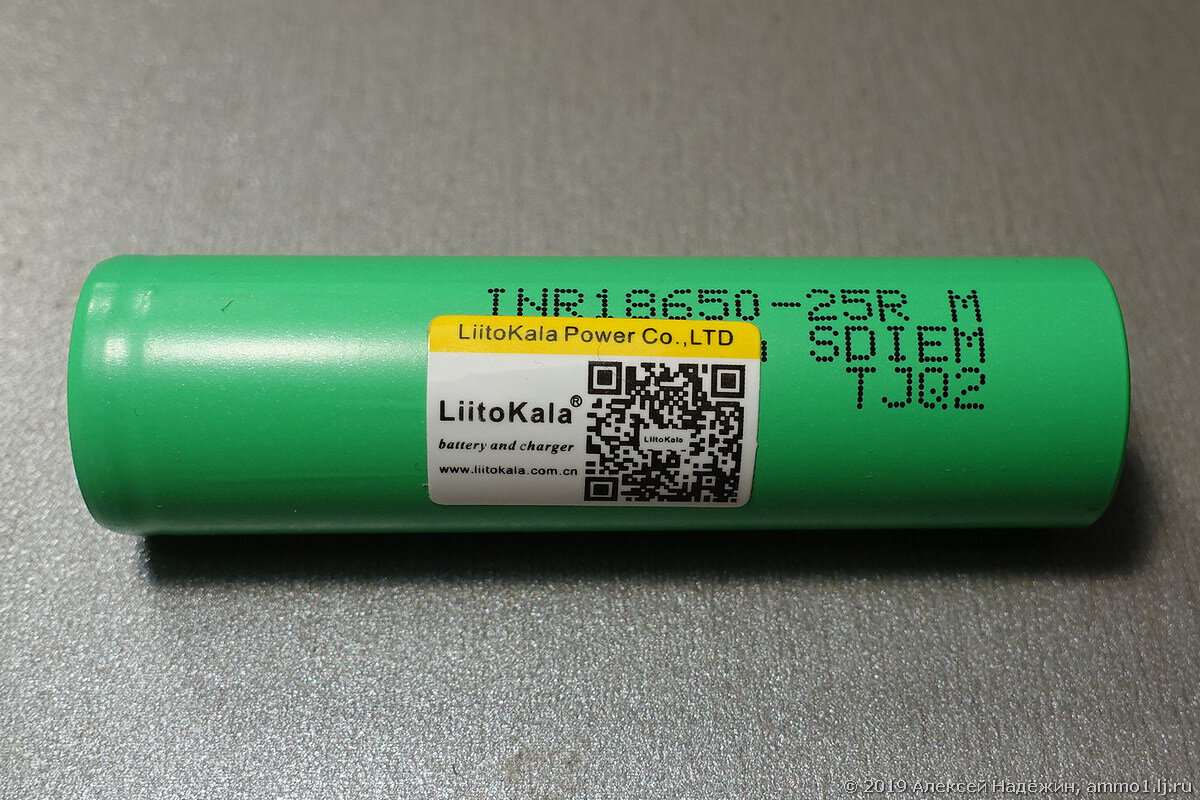 INR18650-25R M
SDIEM
TJQ2
LiitoKala Power Co.,LTD
LiitoKala®
battery and charger
www.liitokala.com.cn
LiitoKala
© 2019 Алексей Надёжин, ammo1.lj.ru